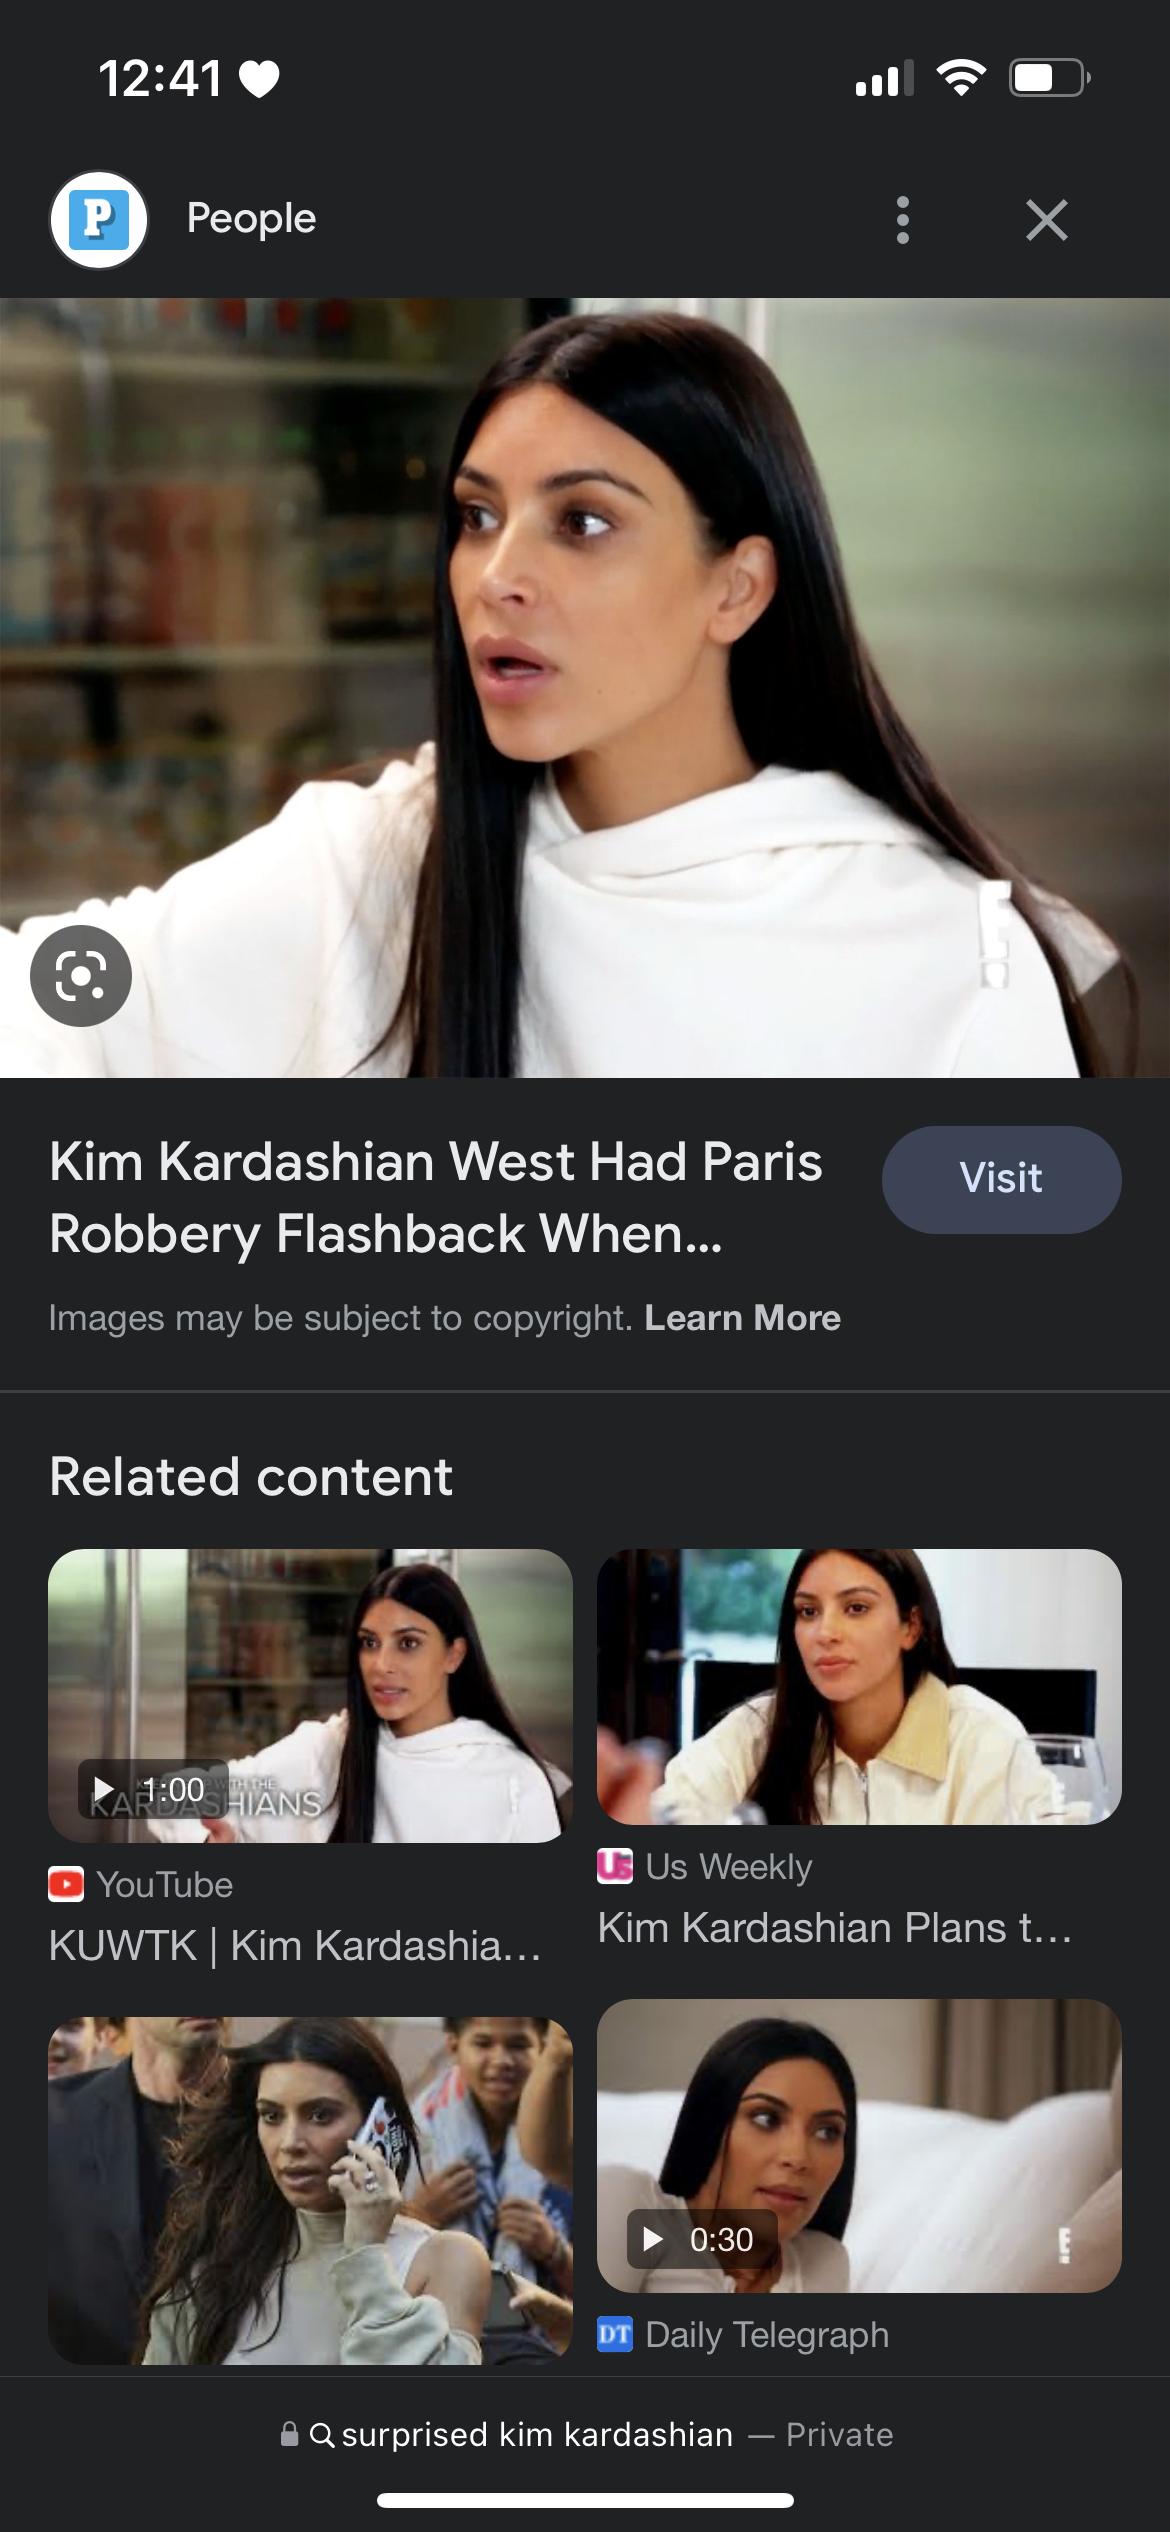 12:41
P
People
E!
Kim Kardashian West Had Paris
Robbery Flashback When...
Visit
Images may be subject to copyright. Learn More
Related content
1:00
WITH THE
KARDASHIANS
YouTube
KUWTK | Kim Kardashia...
Us Weekly
Kim Kardashian Plans t...
0:30
E!
DT Daily Telegraph
surprised kim kardashian — Private